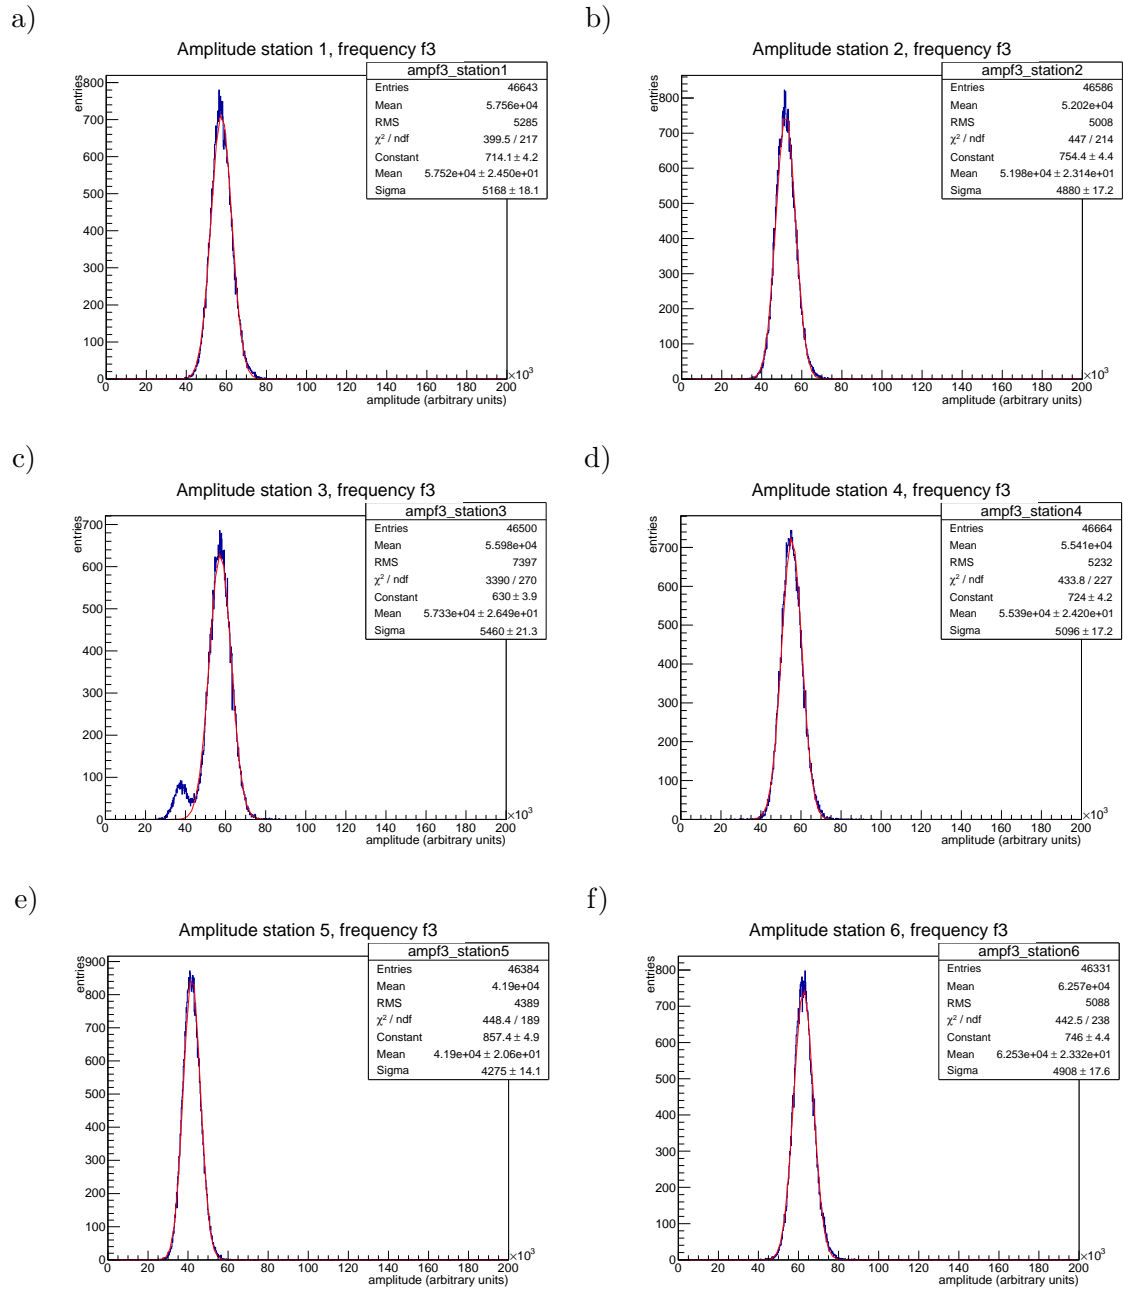 a)
Amplitude station 1, frequency f3
ampf3_station1
Entries 46643
Mean 5.756e+04
RMS 5285
χ² / ndf 399.5 / 217
Constant 714.1 ± 4.2
Mean 5.752e+04 ± 2.450e+01
Sigma 5168 ± 18.1
entries
800
700
600
500
400
300
200
100
0
0 20 40 60 80 100 120 140 160 180 200
×10³
amplitude (arbitrary units)
b)
Amplitude station 2, frequency f3
ampf3_station2
Entries 46586
Mean 5.202e+04
RMS 5008
χ² / ndf 447 / 214
Constant 754.4 ± 4.4
Mean 5.198e+04 ± 2.314e+01
Sigma 4880 ± 17.2
entries
800
700
600
500
400
300
200
100
0
0 20 40 60 80 100 120 140 160 180 200
×10³
amplitude (arbitrary units)
c)
Amplitude station 3, frequency f3
ampf3_station3
Entries 46500
Mean 5.598e+04
RMS 7397
χ² / ndf 3390 / 270
Constant 630 ± 3.9
Mean 5.733e+04 ± 2.649e+01
Sigma 5460 ± 21.3
entries
700
600
500
400
300
200
100
0
0 20 40 60 80 100 120 140 160 180 200
×10³
amplitude (arbitrary units)
d)
Amplitude station 4, frequency f3
ampf3_station4
Entries 46664
Mean 5.541e+04
RMS 5232
χ² / ndf 433.8 / 227
Constant 724 ± 4.2
Mean 5.539e+04 ± 2.420e+01
Sigma 5096 ± 17.2
entries
700
600
500
400
300
200
100
0
0 20 40 60 80 100 120 140 160 180 200
×10³
amplitude (arbitrary units)
e)
Amplitude station 5, frequency f3
ampf3_station5
Entries 46384
Mean 4.19e+04
RMS 4389
χ² / ndf 448.4 / 189
Constant 857.4 ± 4.9
Mean 4.19e+04 ± 2.06e+01
Sigma 4275 ± 14.1
entries
900
800
700
600
500
400
300
200
100
0
0 20 40 60 80 100 120 140 160 180 200
×10³
amplitude (arbitrary units)
f)
Amplitude station 6, frequency f3
ampf3_station6
Entries 46331
Mean 6.257e+04
RMS 5088
χ² / ndf 442.5 / 238
Constant 746 ± 4.4
Mean 6.253e+04 ± 2.332e+01
Sigma 4908 ± 17.6
entries
800
700
600
500
400
300
200
100
0
0 20 40 60 80 100 120 140 160 180 200
×10³
amplitude (arbitrary units)